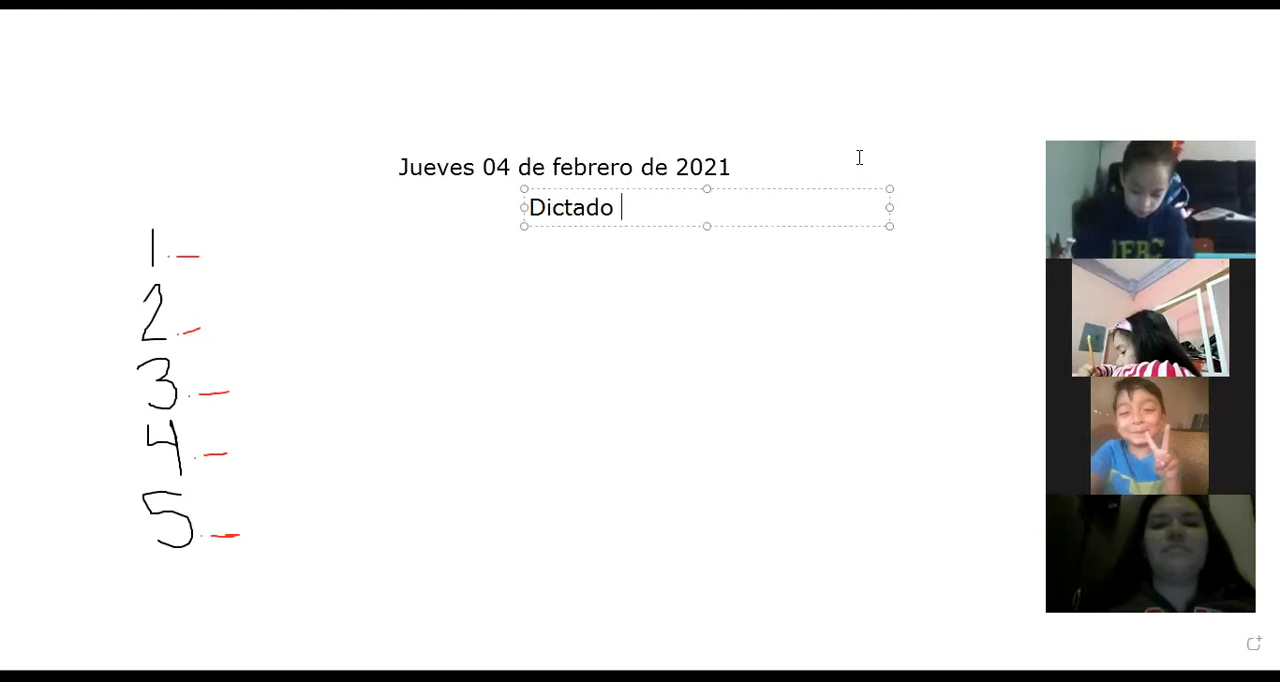 Jueves 04 de febrero de 2021
Dictado
1.-
2.-
3.-
4.-
5.-